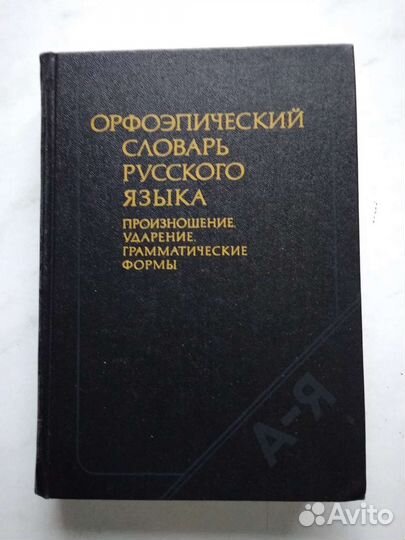 ОРФОЭПИЧЕСКИЙ
СЛОВАРЬ
РУССКОГО
ЯЗЫКА
ПРОИЗНОШЕНИЕ,
УДАРЕНИЕ,
ГРАММАТИЧЕСКИЕ
ФОРМЫ
А-Я
Avito